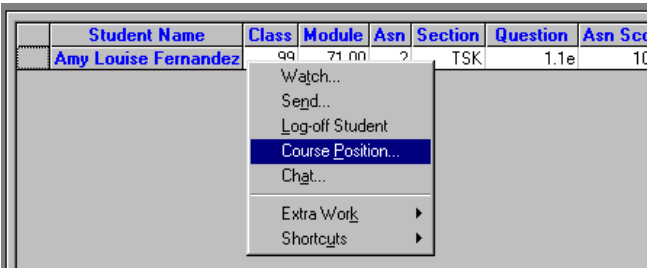 Student Name Class Module Asn Section Question Asn Sco
Amy Louise Fernandez 99 71.00 2 TSK 1.1e 10
Watch...
Send...
Log-off Student
Course Position...
Chat...
Extra Work
Shortcuts